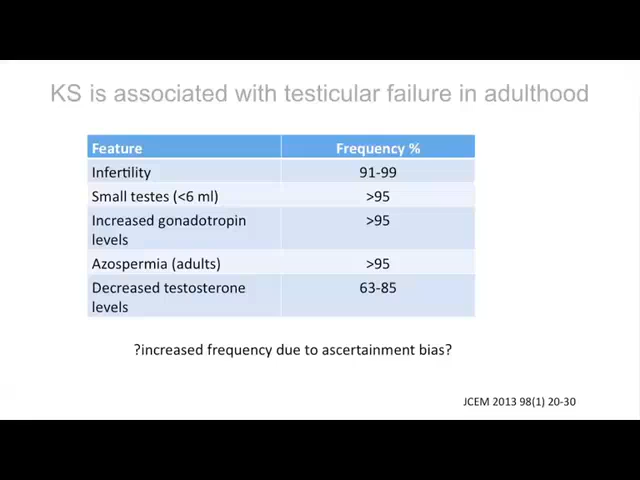 KS is associated with testicular failure in adulthood
Feature Frequency %
Infertility 91-99
Small testes (<6 ml) >95
Increased gonadotropin >95
levels
Azospermia (adults) >95
Decreased testosterone 63-85
levels
?increased frequency due to ascertainment bias?
JCEM 2013 98(1) 20-30